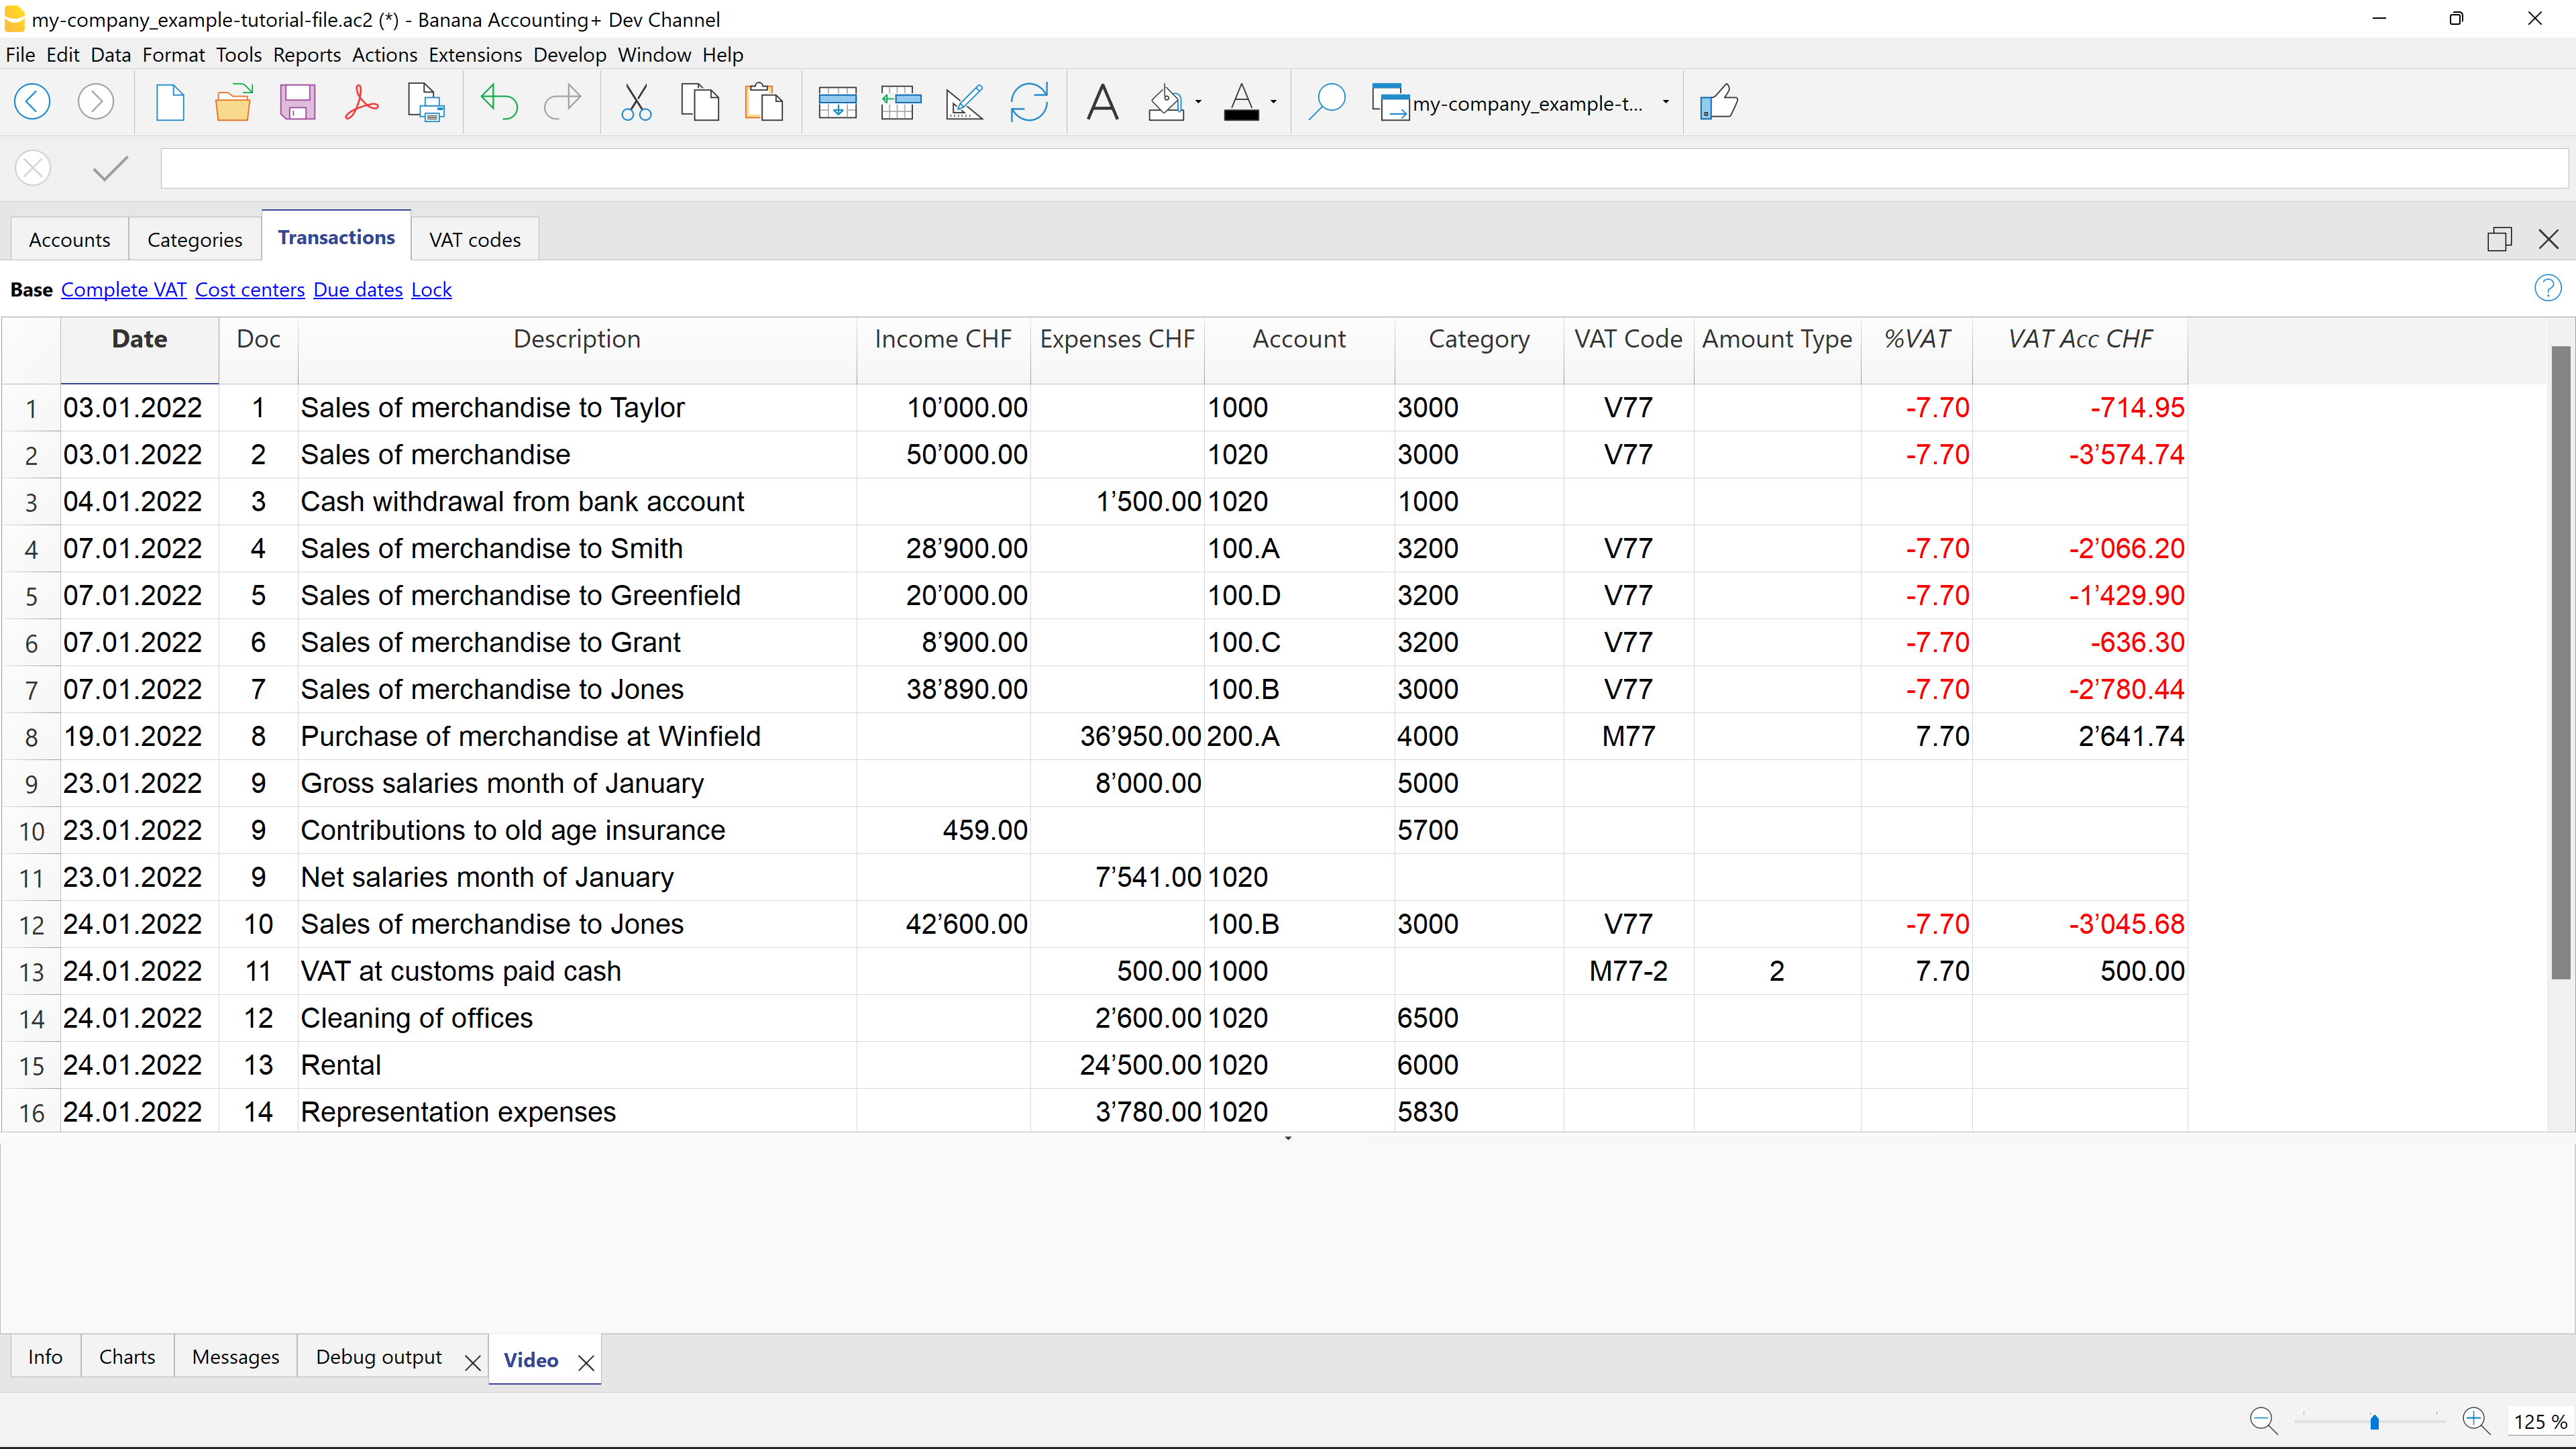 my-company_example-tutorial-file.ac2 (*) - Banana Accounting+ Dev Channel
File Edit Data Format Tools Reports Actions Extensions Develop Window Help
my-company_example-t...
Accounts Categories Transactions VAT codes
Base Complete VAT Cost centers Due dates Lock
Date Doc Description Income CHF Expenses CHF Account Category VAT Code Amount Type %VAT VAT Acc CHF
1 03.01.2022 1 Sales of merchandise to Taylor 10’000.00 1000 3000 V77 -7.70 -714.95
2 03.01.2022 2 Sales of merchandise 50’000.00 1020 3000 V77 -7.70 -3’574.74
3 04.01.2022 3 Cash withdrawal from bank account 1’500.00 1020 1000
4 07.01.2022 4 Sales of merchandise to Smith 28’900.00 100.A 3200 V77 -7.70 -2’066.20
5 07.01.2022 5 Sales of merchandise to Greenfield 20’000.00 100.D 3200 V77 -7.70 -1’429.90
6 07.01.2022 6 Sales of merchandise to Grant 8’900.00 100.C 3200 V77 -7.70 -636.30
7 07.01.2022 7 Sales of merchandise to Jones 38’890.00 100.B 3000 V77 -7.70 -2’780.44
8 19.01.2022 8 Purchase of merchandise at Winfield 36’950.00 200.A 4000 M77 7.70 2’641.74
9 23.01.2022 9 Gross salaries month of January 8’000.00 5000
10 23.01.2022 9 Contributions to old age insurance 459.00 5700
11 23.01.2022 9 Net salaries month of January 7’541.00 1020
12 24.01.2022 10 Sales of merchandise to Jones 42’600.00 100.B 3000 V77 -7.70 -3’045.68
13 24.01.2022 11 VAT at customs paid cash 500.00 1000 M77-2 2 7.70 500.00
14 24.01.2022 12 Cleaning of offices 2’600.00 1020 6500
15 24.01.2022 13 Rental 24’500.00 1020 6000
16 24.01.2022 14 Representation expenses 3’780.00 1020 5830
Info Charts Messages Debug output Video
125 %